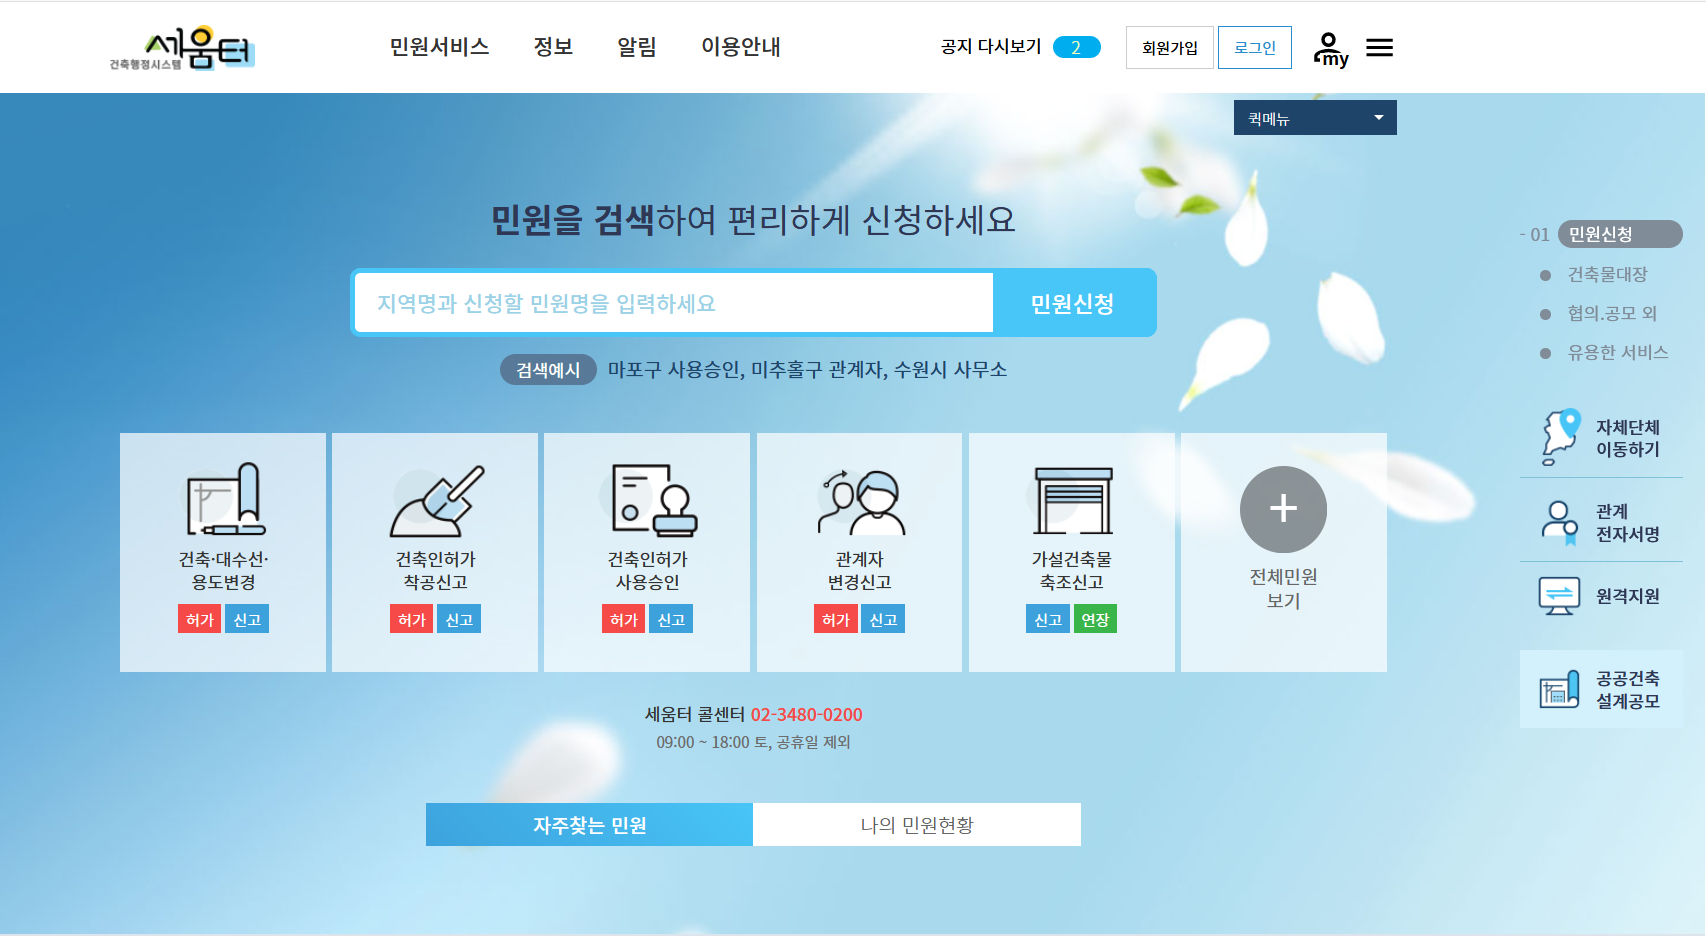 세움터
건축행정시스템
민원서비스 정보 알림 이용안내
공지 다시보기 2
회원가입 로그인 my
퀵메뉴
민원을 검색하여 편리하게 신청하세요
지역명과 신청할 민원명을 입력하세요 민원신청
검색예시 마포구 사용승인, 미추홀구 관계자, 수원시 사무소
건축·대수선·
용도변경
허가 신고
건축인허가
착공신고
허가 신고
건축인허가
사용승인
허가 신고
관계자
변경신고
허가 신고
가설건축물
축조신고
신고 연장
전체민원
보기
세움터 콜센터 02-3480-0200
09:00 ~ 18:00 토, 공휴일 제외
자주찾는 민원 나의 민원현황
- 01 민원신청
건축물대장
협의.공모 외
유용한 서비스
자체단체
이동하기
관계
전자서명
원격지원
공공건축
설계공모